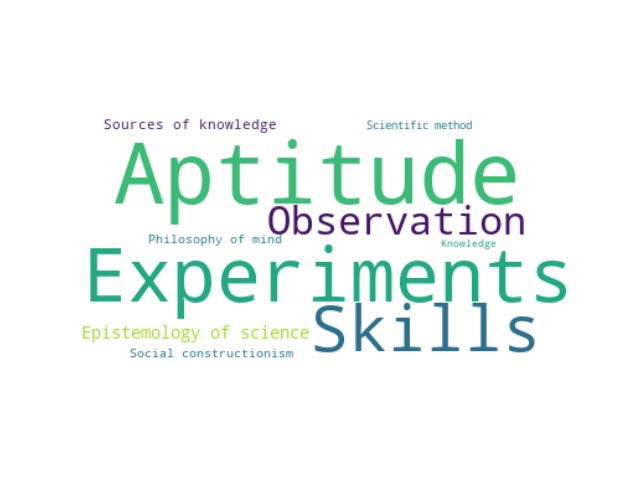 Sources of knowledge
Scientific method
Aptitude
Observation
Philosophy of mind
Knowledge
Experiments
Skills
Epistemology of science
Social constructionism